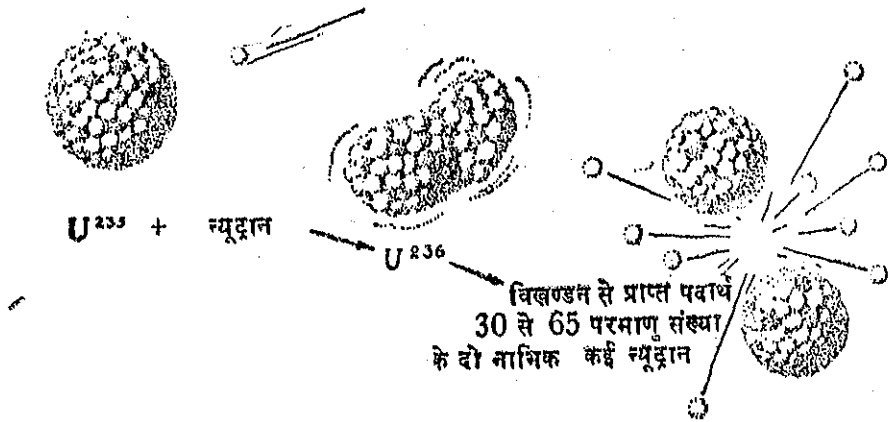 U²³⁵ + न्यूट्रान
U²³⁶
विखण्डन से प्राप्त पदार्थ
30 से 65 परमाणु संख्या
के दो नाभिक कई न्यूट्रान